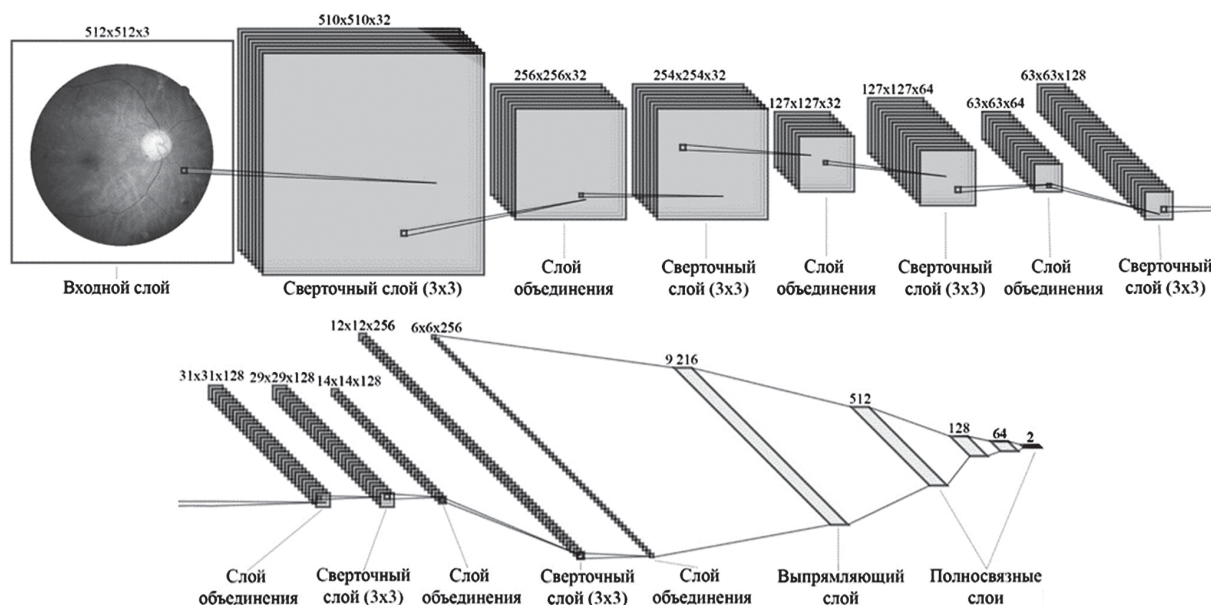 512x512x3
510x510x32
256x256x32
254x254x32
127x127x32
127x127x64
63x63x64
63x63x128
Входной слой
Сверточный слой (3x3)
Слой
объединения
Сверточный
слой (3x3)
Слой
объединения
Сверточный
слой (3x3)
Слой
объединения
Сверточный
слой (3x3)
31x31x128
29x29x128
14x14x128
12x12x256
6x6x256
9 216
512
128
64
2
Слой
объединения
Сверточный
слой (3x3)
Слой
объединения
Сверточный
слой (3x3)
Слой
объединения
Выпрямляющий
слой
Полносвязные
слои